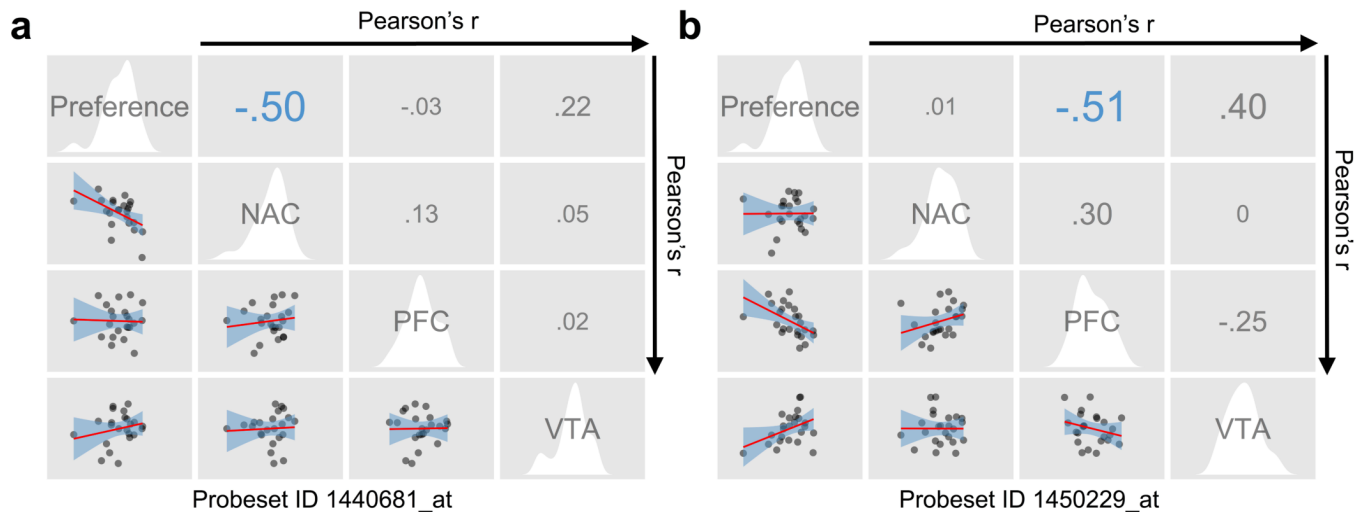 a
Pearson's r
Preference
-.50
-.03
.22
NAC
.13
.05
PFC
.02
VTA
Pearson's r
Probeset ID 1440681_at
b
Pearson's r
Preference
.01
-.51
.40
NAC
.30
0
PFC
-.25
VTA
Pearson's r
Probeset ID 1450229_at